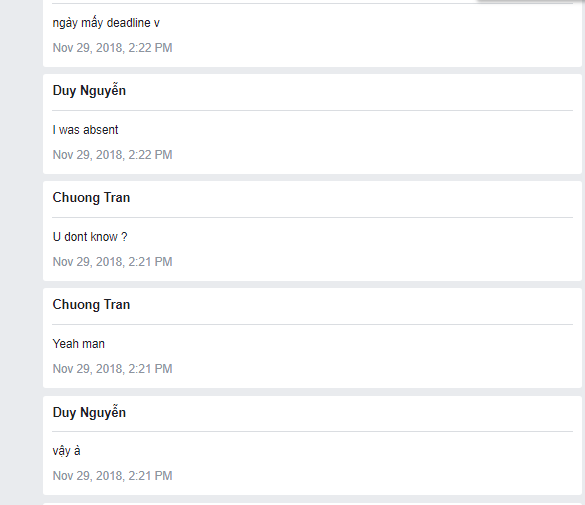 ngày mấy deadline v
Nov 29, 2018, 2:22 PM
Duy Nguyễn
I was absent
Nov 29, 2018, 2:22 PM
Chuong Tran
U dont know ?
Nov 29, 2018, 2:21 PM
Chuong Tran
Yeah man
Nov 29, 2018, 2:21 PM
Duy Nguyễn
vậy à
Nov 29, 2018, 2:21 PM